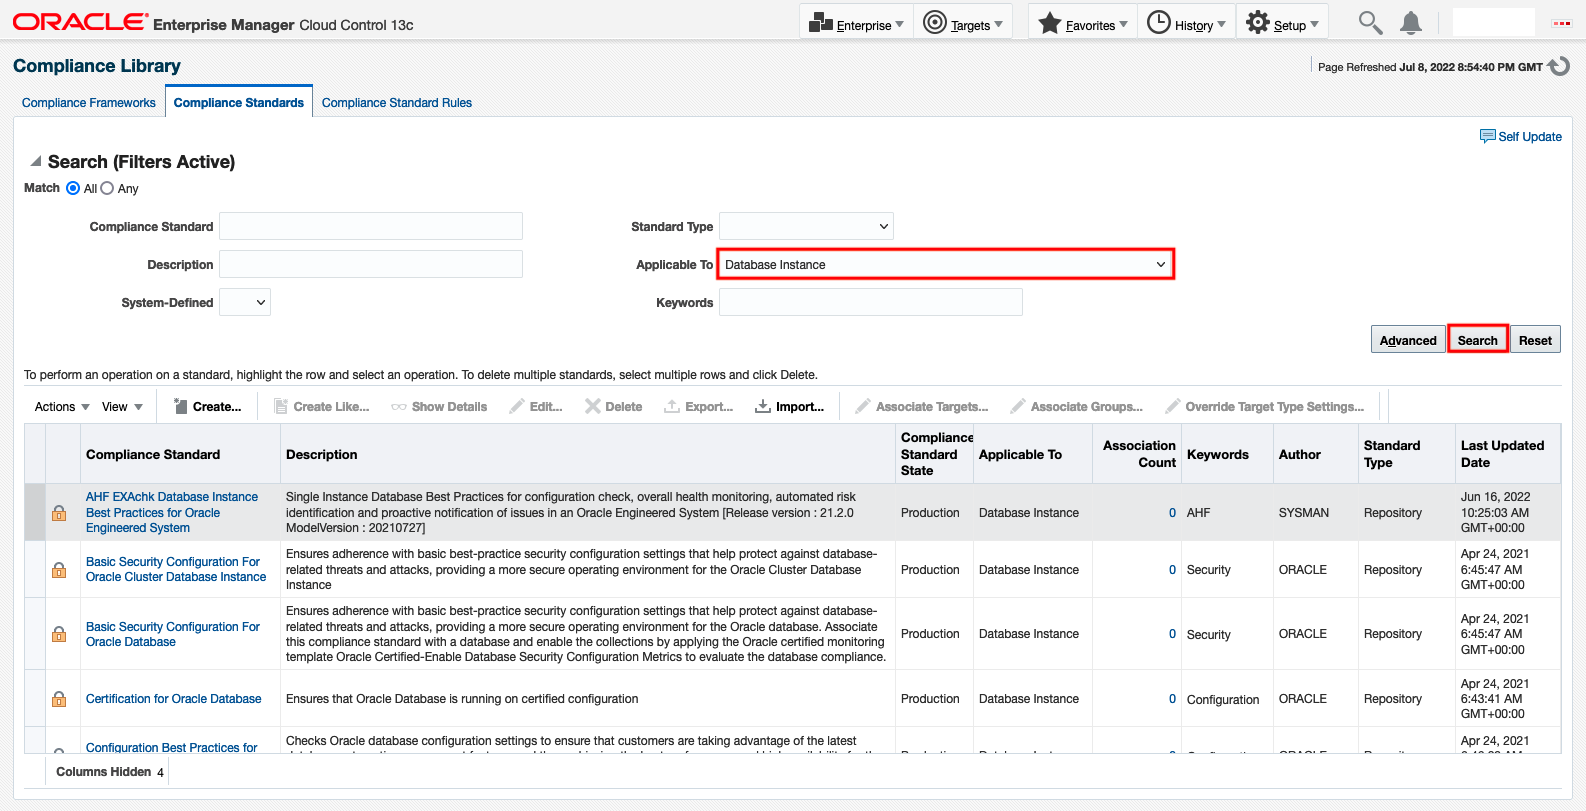 ORACLE® Enterprise Manager Cloud Control 13c
Enterprise Targets Favorites History Setup
Compliance Library
Page Refreshed Jul 8, 2022 8:54:40 PM GMT
Compliance Frameworks Compliance Standards Compliance Standard Rules
Self Update
Search (Filters Active)
Match All Any
Compliance Standard Standard Type
Description Applicable To Database Instance
System-Defined Keywords
Advanced Search Reset
To perform an operation on a standard, highlight the row and select an operation. To delete multiple standards, select multiple rows and click Delete.
Actions View Create... Create Like... Show Details Edit... Delete Export... Import... Associate Targets... Associate Groups... Override Target Type Settings...
Compliance Standard
Description
Compliance
Standard
State
Applicable To
Association
Count
Keywords
Author
Standard
Type
Last Updated
Date
AHF EXAchk Database Instance
Best Practices for Oracle
Engineered System
Single Instance Database Best Practices for configuration check, overall health monitoring, automated risk
identification and proactive notification of issues in an Oracle Engineered System [Release version : 21.2.0
ModelVersion : 20210727]
Production Database Instance 0 AHF SYSMAN Repository
Jun 16, 2022
10:25:03 AM
GMT+00:00
Basic Security Configuration For
Oracle Cluster Database Instance
Ensures adherence with basic best-practice security configuration settings that help protect against database-
related threats and attacks, providing a more secure operating environment for the Oracle Cluster Database
Instance
Production Database Instance 0 Security ORACLE Repository
Apr 24, 2021
6:45:47 AM
GMT+00:00
Basic Security Configuration For
Oracle Database
Ensures adherence with basic best-practice security configuration settings that help protect against database-
related threats and attacks, providing a more secure operating environment for the Oracle database. Associate
this compliance standard with a database and enable the collections by applying the Oracle certified monitoring
template Oracle Certified-Enable Database Security Configuration Metrics to evaluate the database compliance.
Production Database Instance 0 Security ORACLE Repository
Apr 24, 2021
6:45:47 AM
GMT+00:00
Certification for Oracle Database
Ensures that Oracle Database is running on certified configuration
Production Database Instance 0 Configuration ORACLE Repository
Apr 24, 2021
6:43:41 AM
GMT+00:00
Configuration Best Practices for
Checks Oracle database configuration settings to ensure that customers are taking advantage of the latest
Apr 24, 2021
Columns Hidden 4